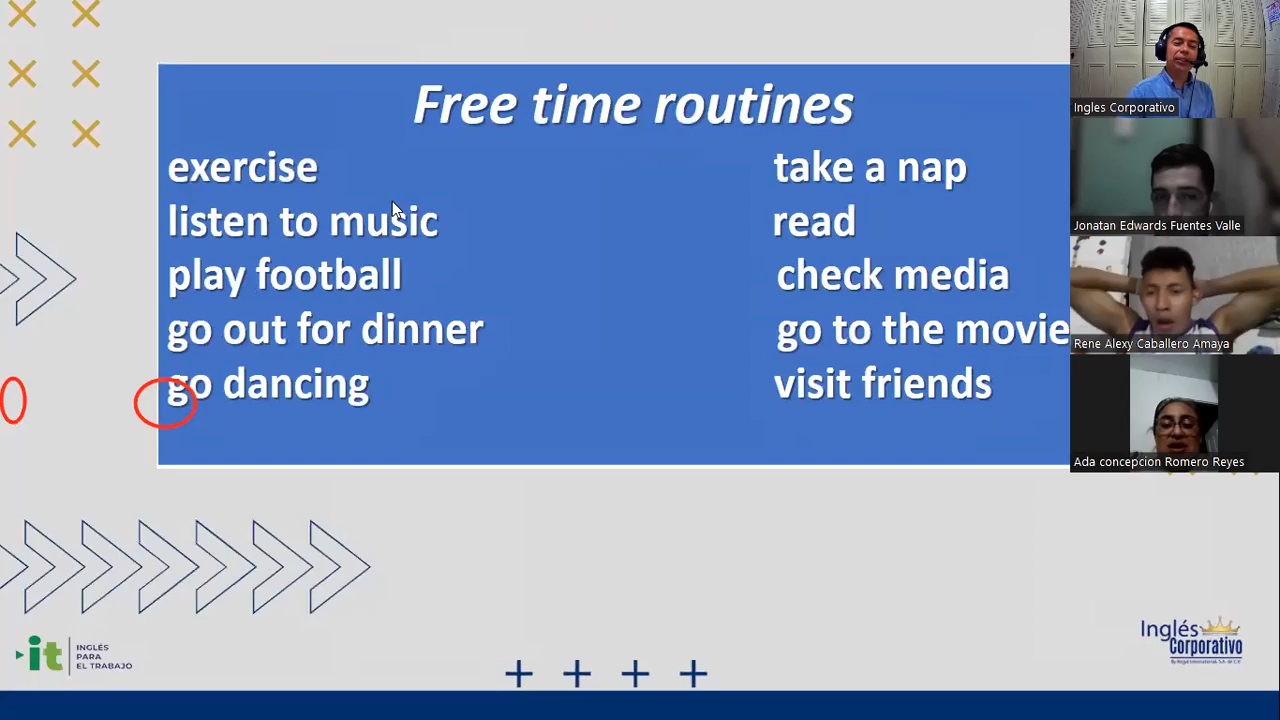 Free time routines
exercise
listen to music
play football
go out for dinner
go dancing
take a nap
read
check media
go to the movie
visit friends
Ingles Corporativo
Jonatan Edwards Fuentes Valle
Rene Alexy Caballero Amaya
Ada concepcion Romero Reyes
it
INGLÉS
PARA
EL TRABAJO
Inglés
Corporativo